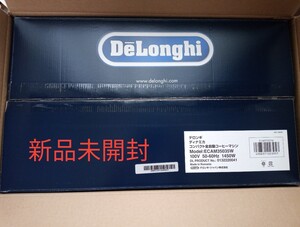 DeLonghi
www.delonghi.com
新品未開封
デロンギ
ディナミカ
コンパクト全自動コーヒーマシン
Model:ECAM35035W
100V 50-60Hz 1450W